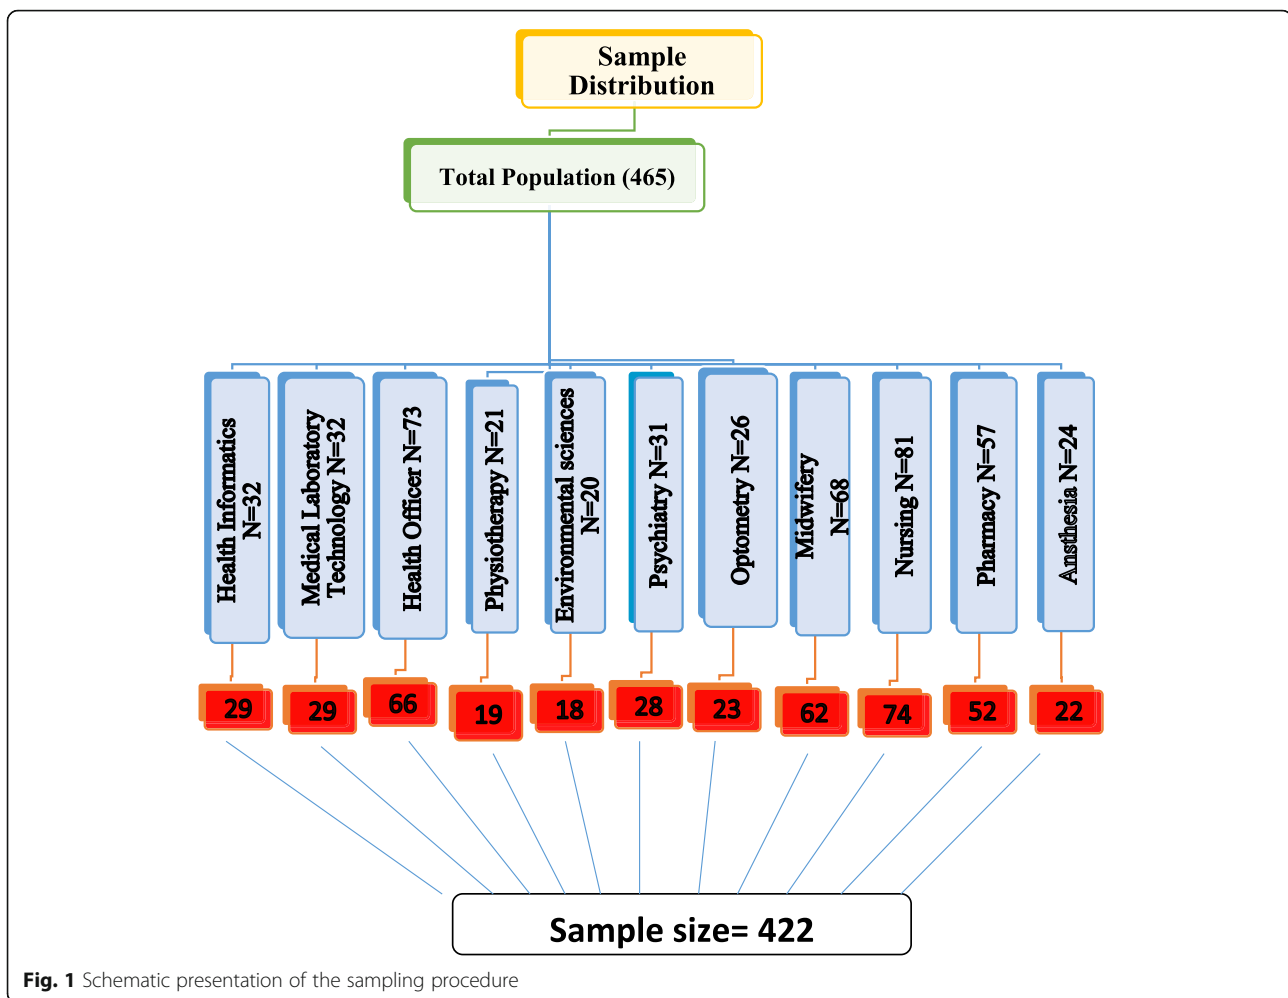 Sample
Distribution
Total Population (465)
Health Informatics
N=32
Medical Laboratory
Technology N=32
Health Officer N=73
Physiotherapy N=21
Environmental sciences
N=20
Psychiatry N=31
Optometry N=26
Midwifery
N=68
Nursing N=81
Pharmacy N=57
Ansthesia N=24
29
29
66
19
18
28
23
62
74
52
22
Sample size= 422
Fig. 1 Schematic presentation of the sampling procedure